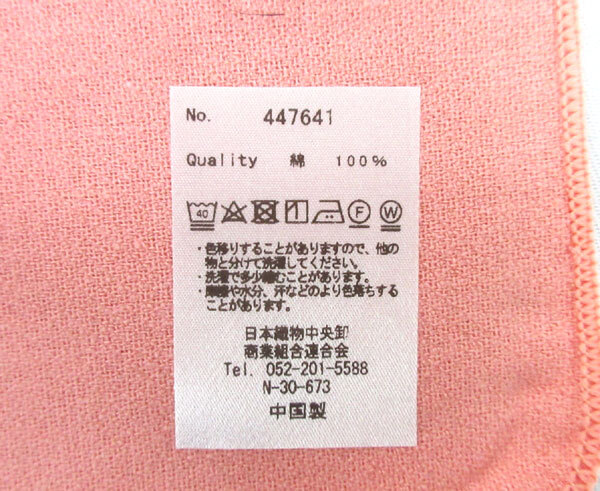 No. 447641
Quality 綿 100%
40 F W
・色移りすることがありますので、他の
物と分けて洗濯してください。
・洗濯で多少縮むことがあります。
・摩擦や水分、汗などのより色落ちする
ことがあります。
日本織物中央卸
商業組合連合会
Tel. 052-201-5588
N-30-673
中国製